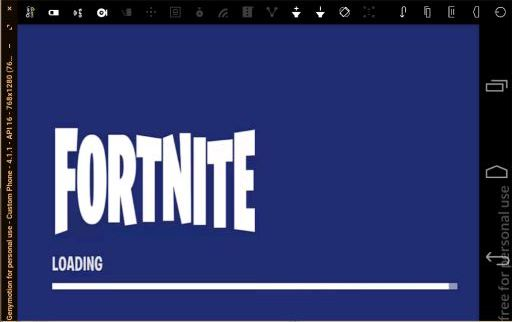 FORTNITE
LOADING
Genymotion for personal use - Custom Phone - 4.1.1 - API 16 - 768x1280 (76...
free for personal use